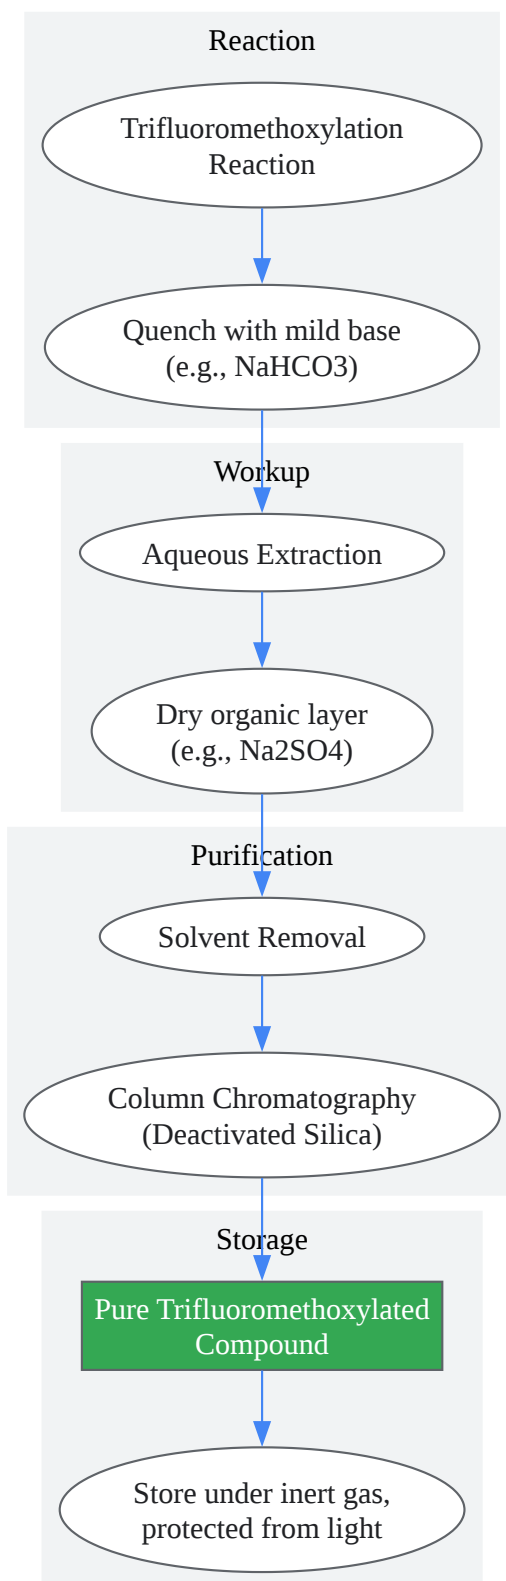 Reaction
Trifluoromethoxylation
Reaction
Quench with mild base
(e.g., NaHCO3)
Workup
Aqueous Extraction
Dry organic layer
(e.g., Na2SO4)
Purification
Solvent Removal
Column Chromatography
(Deactivated Silica)
Storage
Pure Trifluoromethoxylated
Compound
Store under inert gas,
protected from light